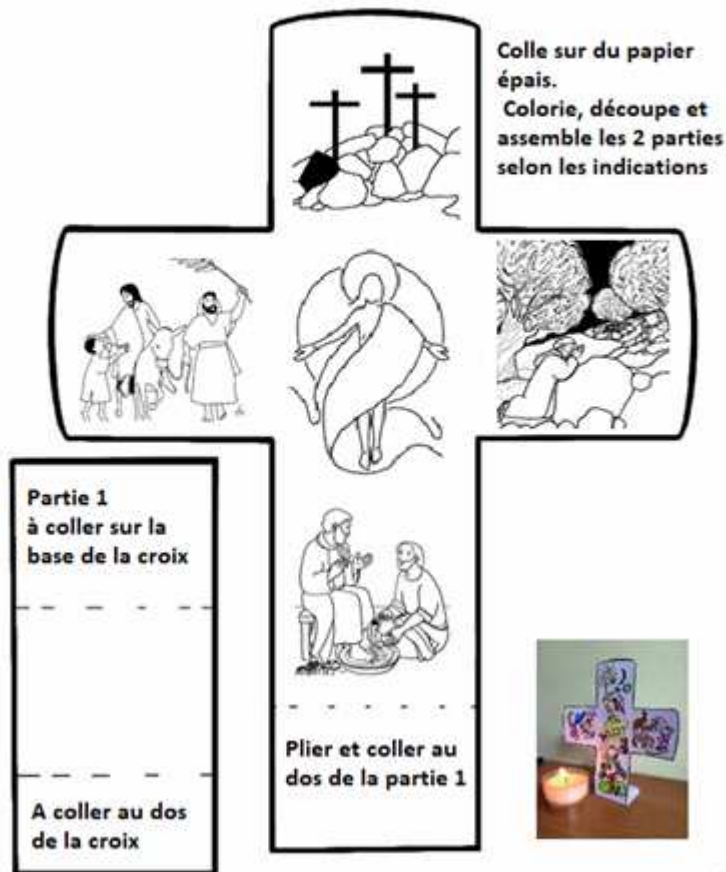 Colle sur du papier
épais.
Colorie, découpe et
assemble les 2 parties
selon les indications
Partie 1
à coller sur la
base de la croix
Plier et coller au
dos de la partie 1
A coller au dos
de la croix